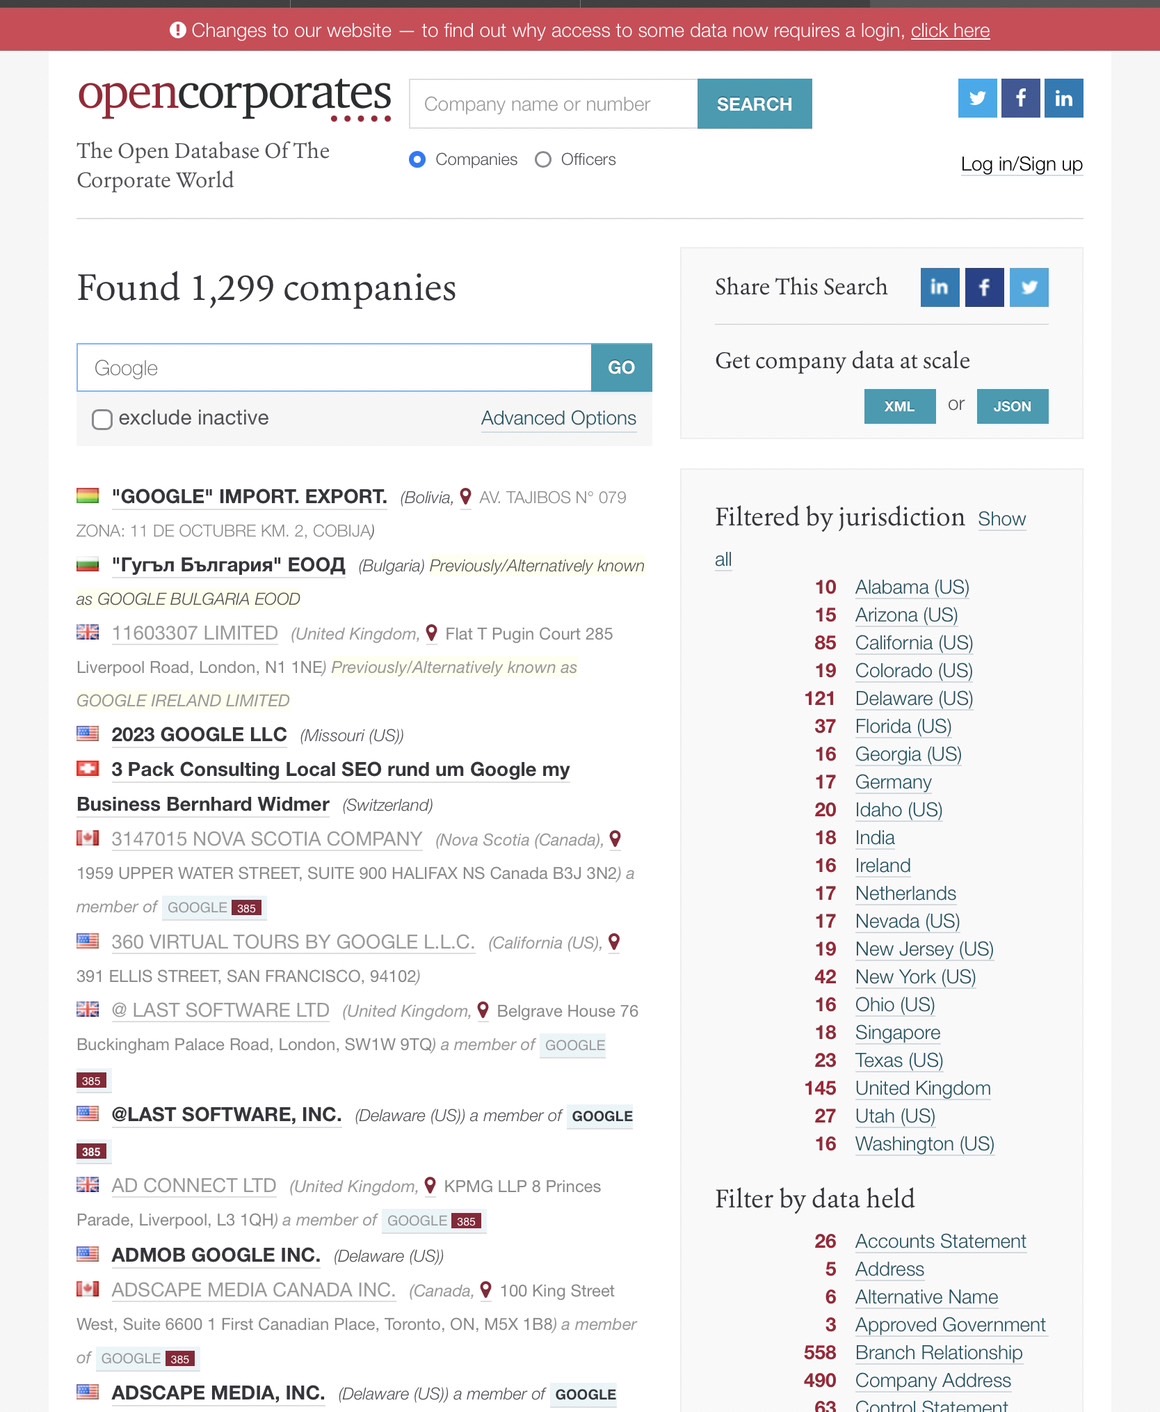 Changes to our website — to find out why access to some data now requires a login, click here
opencorporates
Company name or number
SEARCH
The Open Database Of The
Corporate World
Companies
Officers
Log in/Sign up
Found 1,299 companies
Google
GO
exclude inactive
Advanced Options
"GOOGLE" IMPORT. EXPORT. (Bolivia, AV. TAJIBOS N° 079
ZONA: 11 DE OCTUBRE KM. 2, COBIJA)
"Гугъл България" ЕООД (Bulgaria) Previously/Alternatively known
as GOOGLE BULGARIA EOOD
11603307 LIMITED (United Kingdom, Flat T Pugin Court 285
Liverpool Road, London, N1 1NE) Previously/Alternatively known as
GOOGLE IRELAND LIMITED
2023 GOOGLE LLC (Missouri (US))
3 Pack Consulting Local SEO rund um Google my
Business Bernhard Widmer (Switzerland)
3147015 NOVA SCOTIA COMPANY (Nova Scotia (Canada),
1959 UPPER WATER STREET, SUITE 900 HALIFAX NS Canada B3J 3N2) a
member of GOOGLE 385
360 VIRTUAL TOURS BY GOOGLE L.L.C. (California (US),
391 ELLIS STREET, SAN FRANCISCO, 94102)
@ LAST SOFTWARE LTD (United Kingdom, Belgrave House 76
Buckingham Palace Road, London, SW1W 9TQ) a member of GOOGLE
385
@LAST SOFTWARE, INC. (Delaware (US)) a member of GOOGLE
385
AD CONNECT LTD (United Kingdom, KPMG LLP 8 Princes
Parade, Liverpool, L3 1QH) a member of GOOGLE 385
ADMOB GOOGLE INC. (Delaware (US))
ADSCAPE MEDIA CANADA INC. (Canada, 100 King Street
West, Suite 6600 1 First Canadian Place, Toronto, ON, M5X 1B8) a member
of GOOGLE 385
ADSCAPE MEDIA, INC. (Delaware (US)) a member of GOOGLE
Share This Search
Get company data at scale
XML or JSON
Filtered by jurisdiction Show
all
10 Alabama (US)
15 Arizona (US)
85 California (US)
19 Colorado (US)
121 Delaware (US)
37 Florida (US)
16 Georgia (US)
17 Germany
20 Idaho (US)
18 India
16 Ireland
17 Netherlands
17 Nevada (US)
19 New Jersey (US)
42 New York (US)
16 Ohio (US)
18 Singapore
23 Texas (US)
145 United Kingdom
27 Utah (US)
16 Washington (US)
Filter by data held
26 Accounts Statement
5 Address
6 Alternative Name
3 Approved Government
558 Branch Relationship
490 Company Address
63 Control Statement